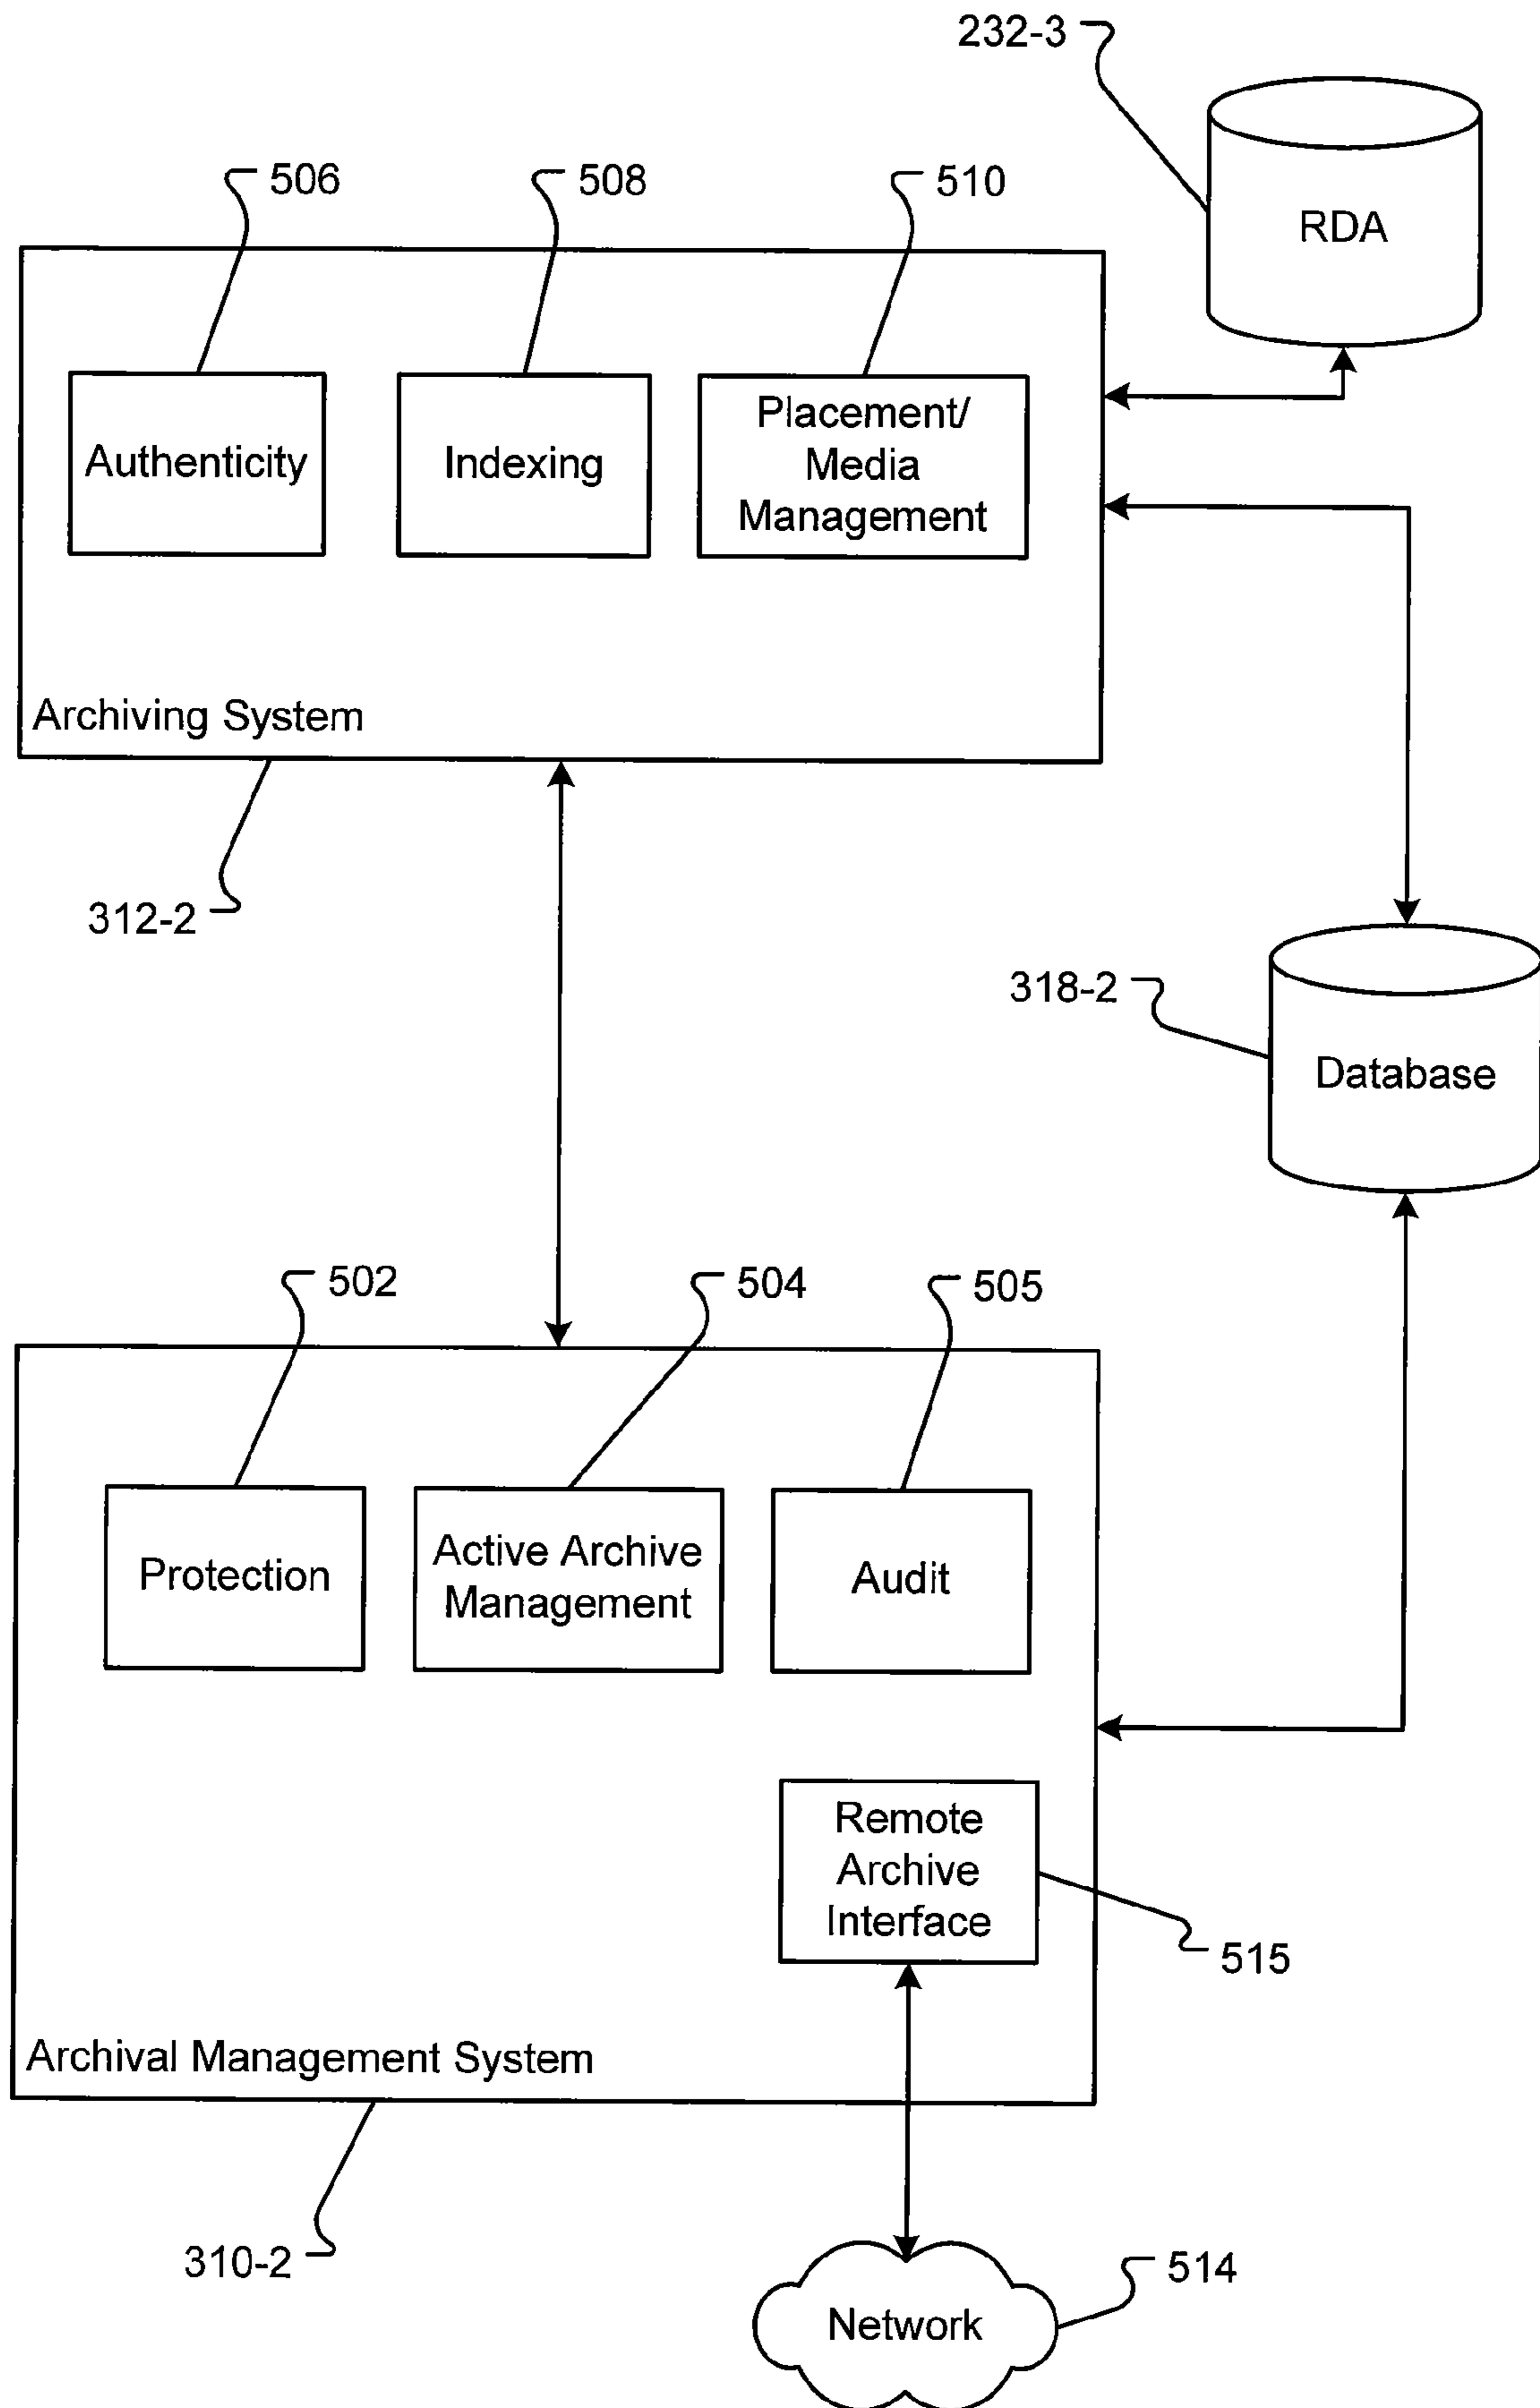 232-3
RDA
506
508
510
Authenticity
Indexing
Placement/
Media
Management
Archiving System
312-2
318-2
Database
502
504
505
Protection
Active Archive
Management
Audit
Remote
Archive
Interface
515
Archival Management System
310-2
514
Network